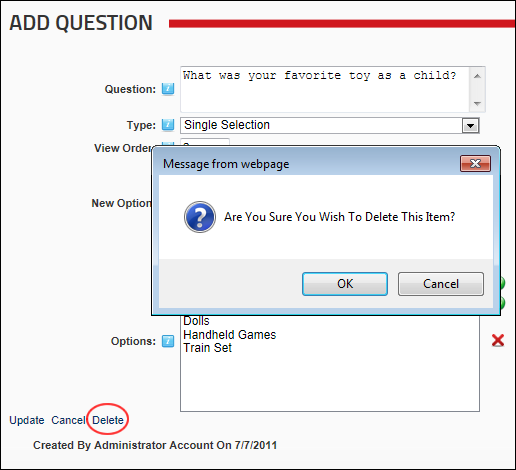 ADD QUESTION
Question:
What was your favorite toy as a child?
Type:
Single Selection
View Order
Message from webpage
New Option
Are You Sure You Wish To Delete This Item?
OK
Cancel
Dolls
Options:
Handheld Games
Train Set
Update Cancel Delete
Created By Administrator Account On 7/7/2011